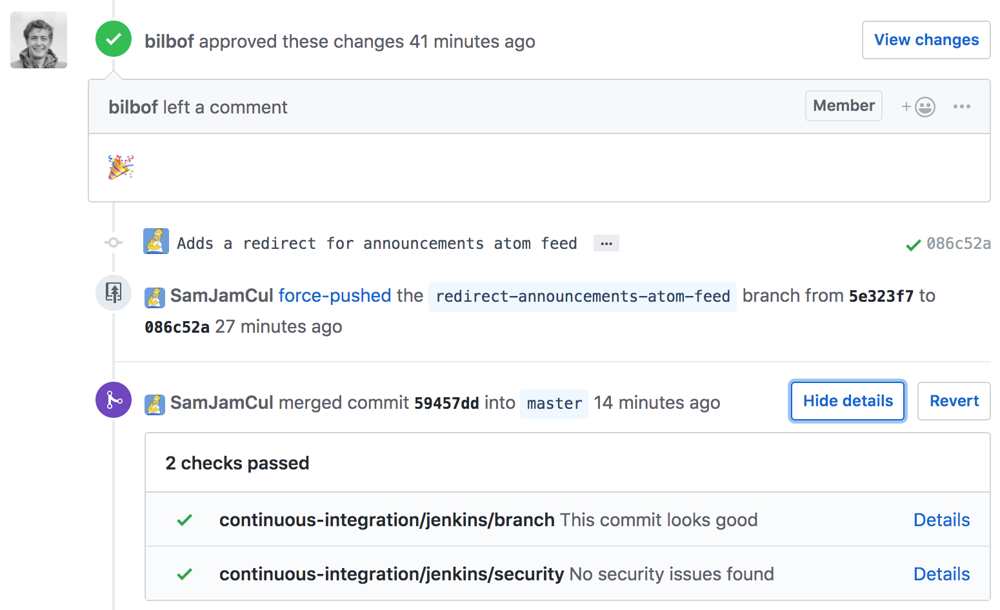 bilbof approved these changes 41 minutes ago
View changes
bilbof left a comment
Member
Adds a redirect for announcements atom feed
086c52a
SamJamCul force-pushed the redirect-announcements-atom-feed branch from 5e323f7 to
086c52a 27 minutes ago
SamJamCul merged commit 59457dd into master 14 minutes ago
Hide details
Revert
2 checks passed
continuous-integration/jenkins/branch This commit looks good
Details
continuous-integration/jenkins/security No security issues found
Details